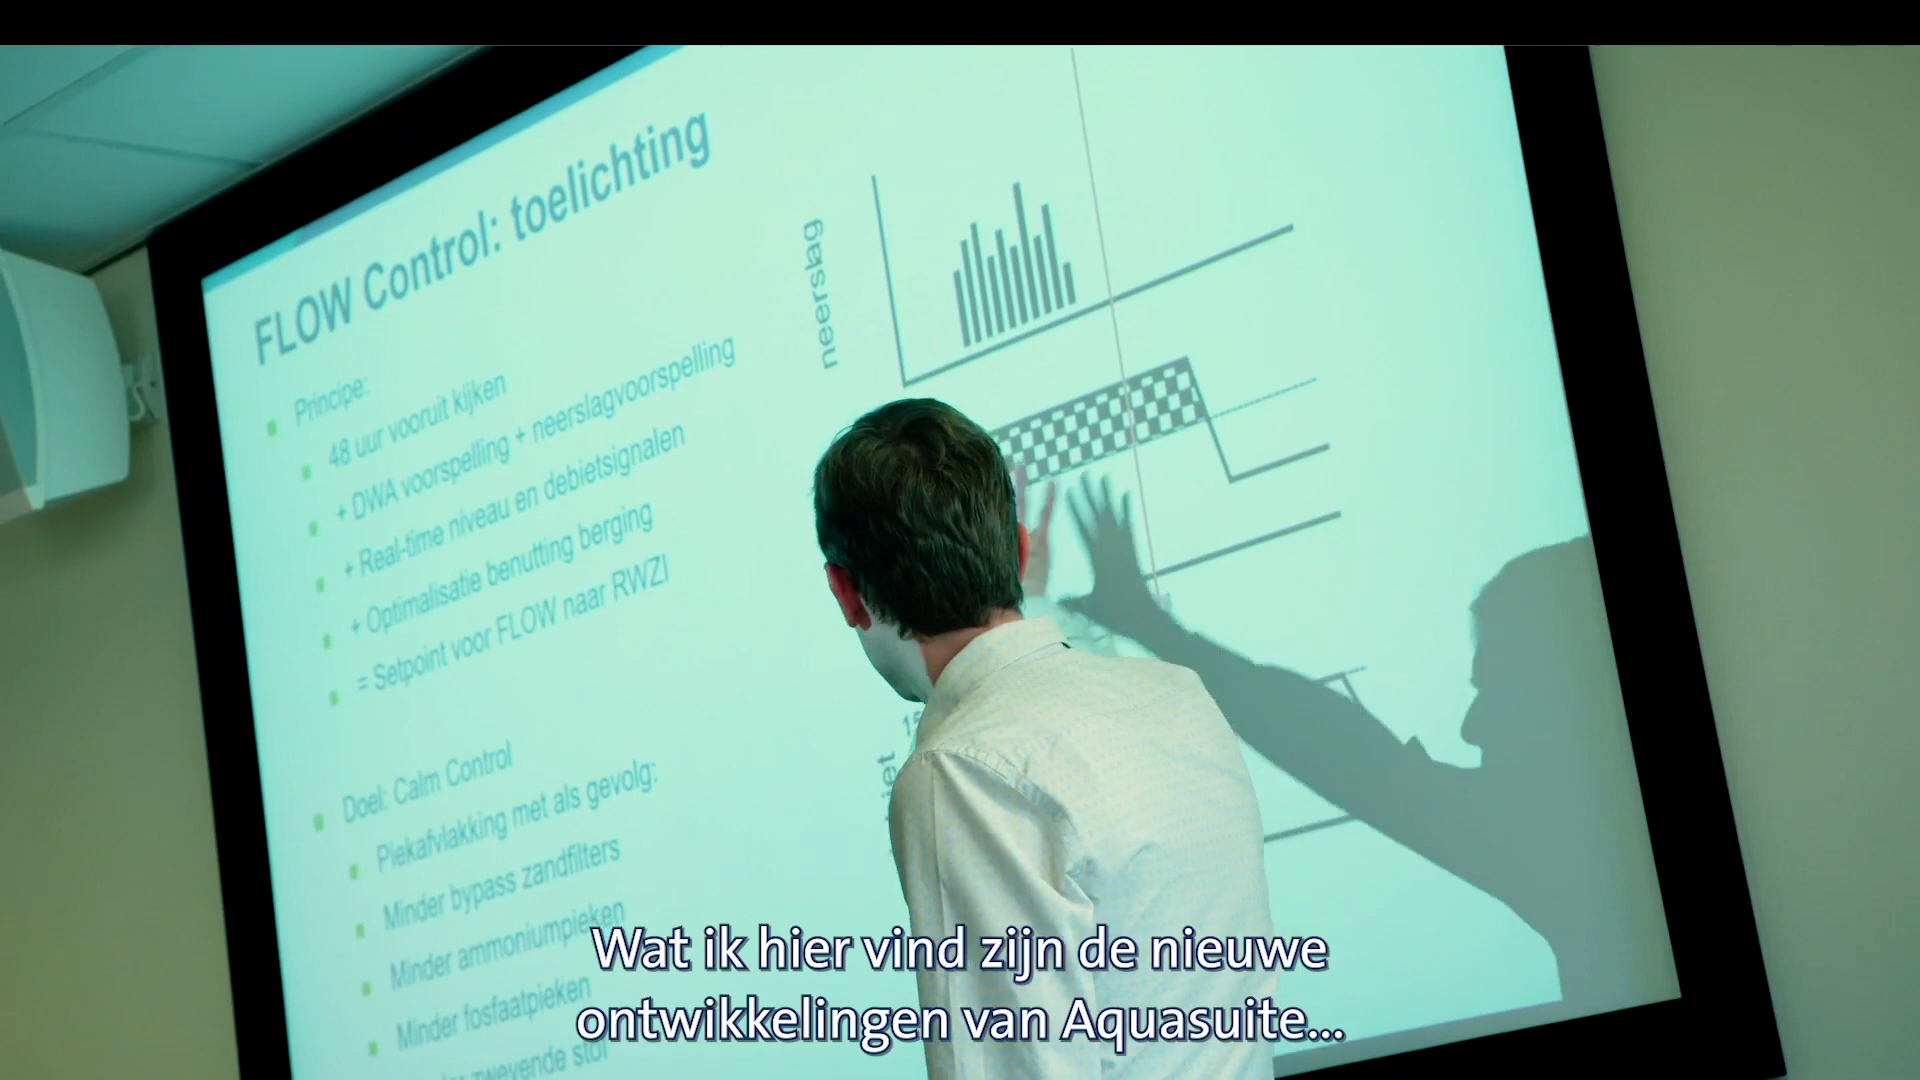 FLOW Control: toelichting
Principe:
48 uur vooruit kijken
+ DWA voorspelling + neerslagvoorspelling
+ Real-time niveau en debietsignalen
+ Optimalisatie benutting berging
= Setpoint voor FLOW naar RWZI
Doel: Calm Control
Piekafvlakking met als gevolg:
Minder bypass zandfilters
Minder ammoniumpieken
Minder fosfaatpieken
zwevende stof
neerslag
Wat ik hier vind zijn de nieuwe
ontwikkelingen van Aquasuite...